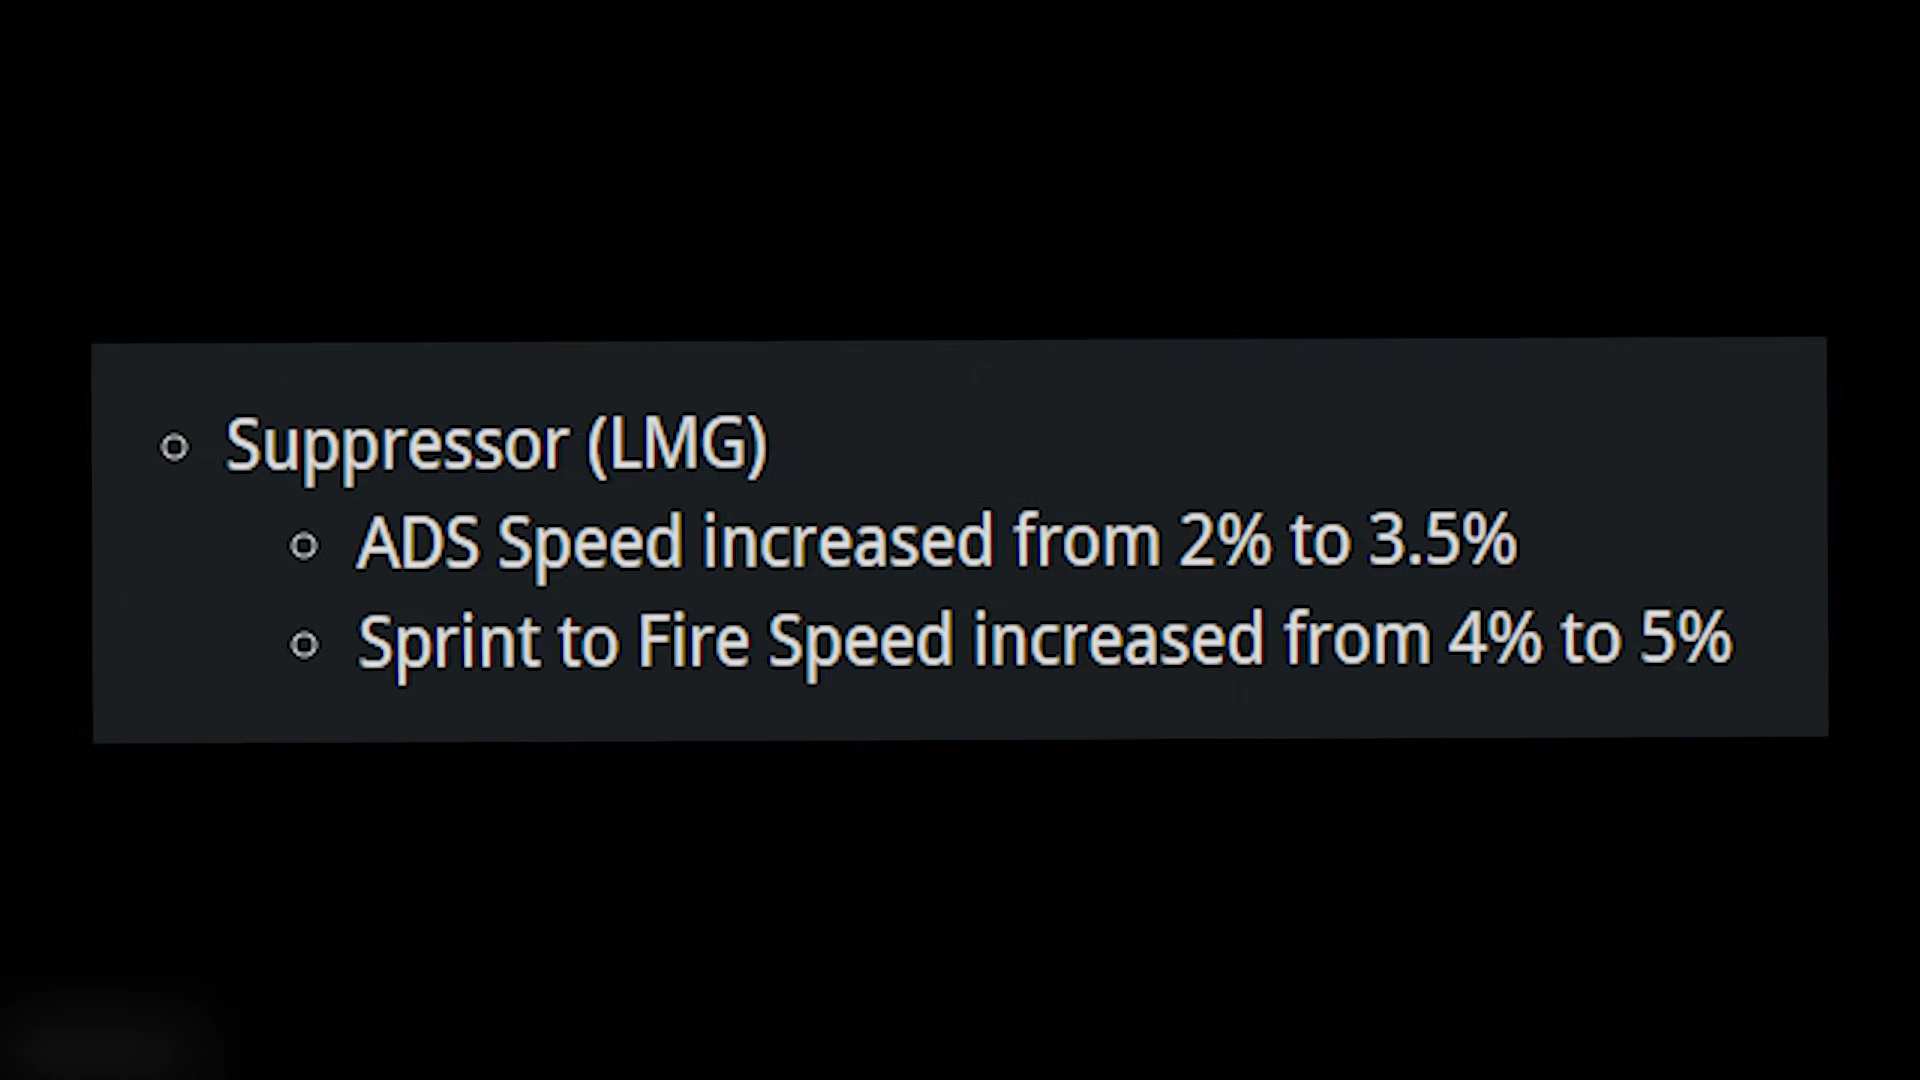 Suppressor (LMG)
ADS Speed increased from 2% to 3.5%
Sprint to Fire Speed increased from 4% to 5%